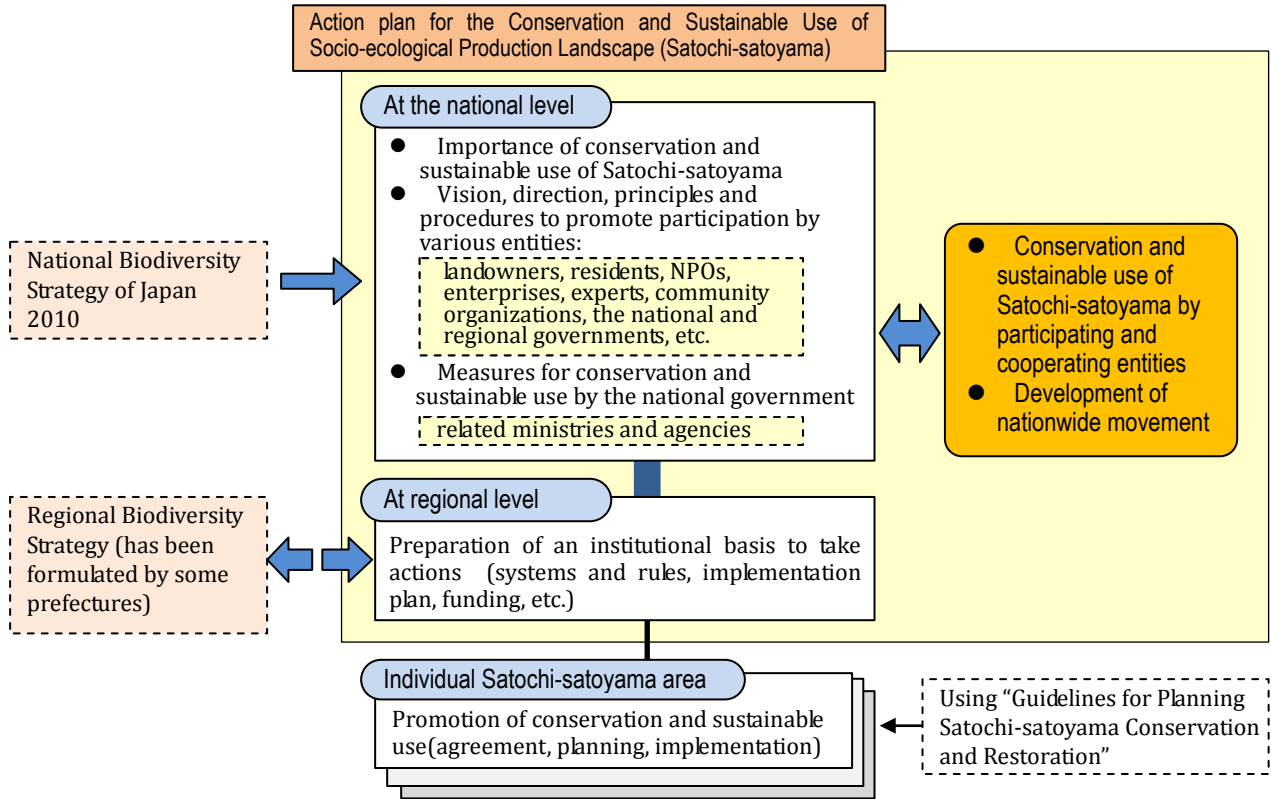 Action plan for the Conservation and Sustainable Use of
Socio-ecological Production Landscape (Satochi-satoyama)
At the national level
● Importance of conservation and
sustainable use of Satochi-satoyama
● Vision, direction, principles and
procedures to promote participation by
various entities:
landowners, residents, NPOs,
enterprises, experts, community
organizations, the national and
regional governments, etc.
● Measures for conservation and
sustainable use by the national government
related ministries and agencies
National Biodiversity
Strategy of Japan
2010
● Conservation and
sustainable use of
Satochi-satoyama by
participating and
cooperating entities
● Development of
nationwide movement
At regional level
Preparation of an institutional basis to take
actions (systems and rules, implementation
plan, funding, etc.)
Regional Biodiversity
Strategy (has been
formulated by some
prefectures)
Individual Satochi-satoyama area
Promotion of conservation and sustainable
use(agreement, planning, implementation)
Using “Guidelines for Planning
Satochi-satoyama Conservation
and Restoration”